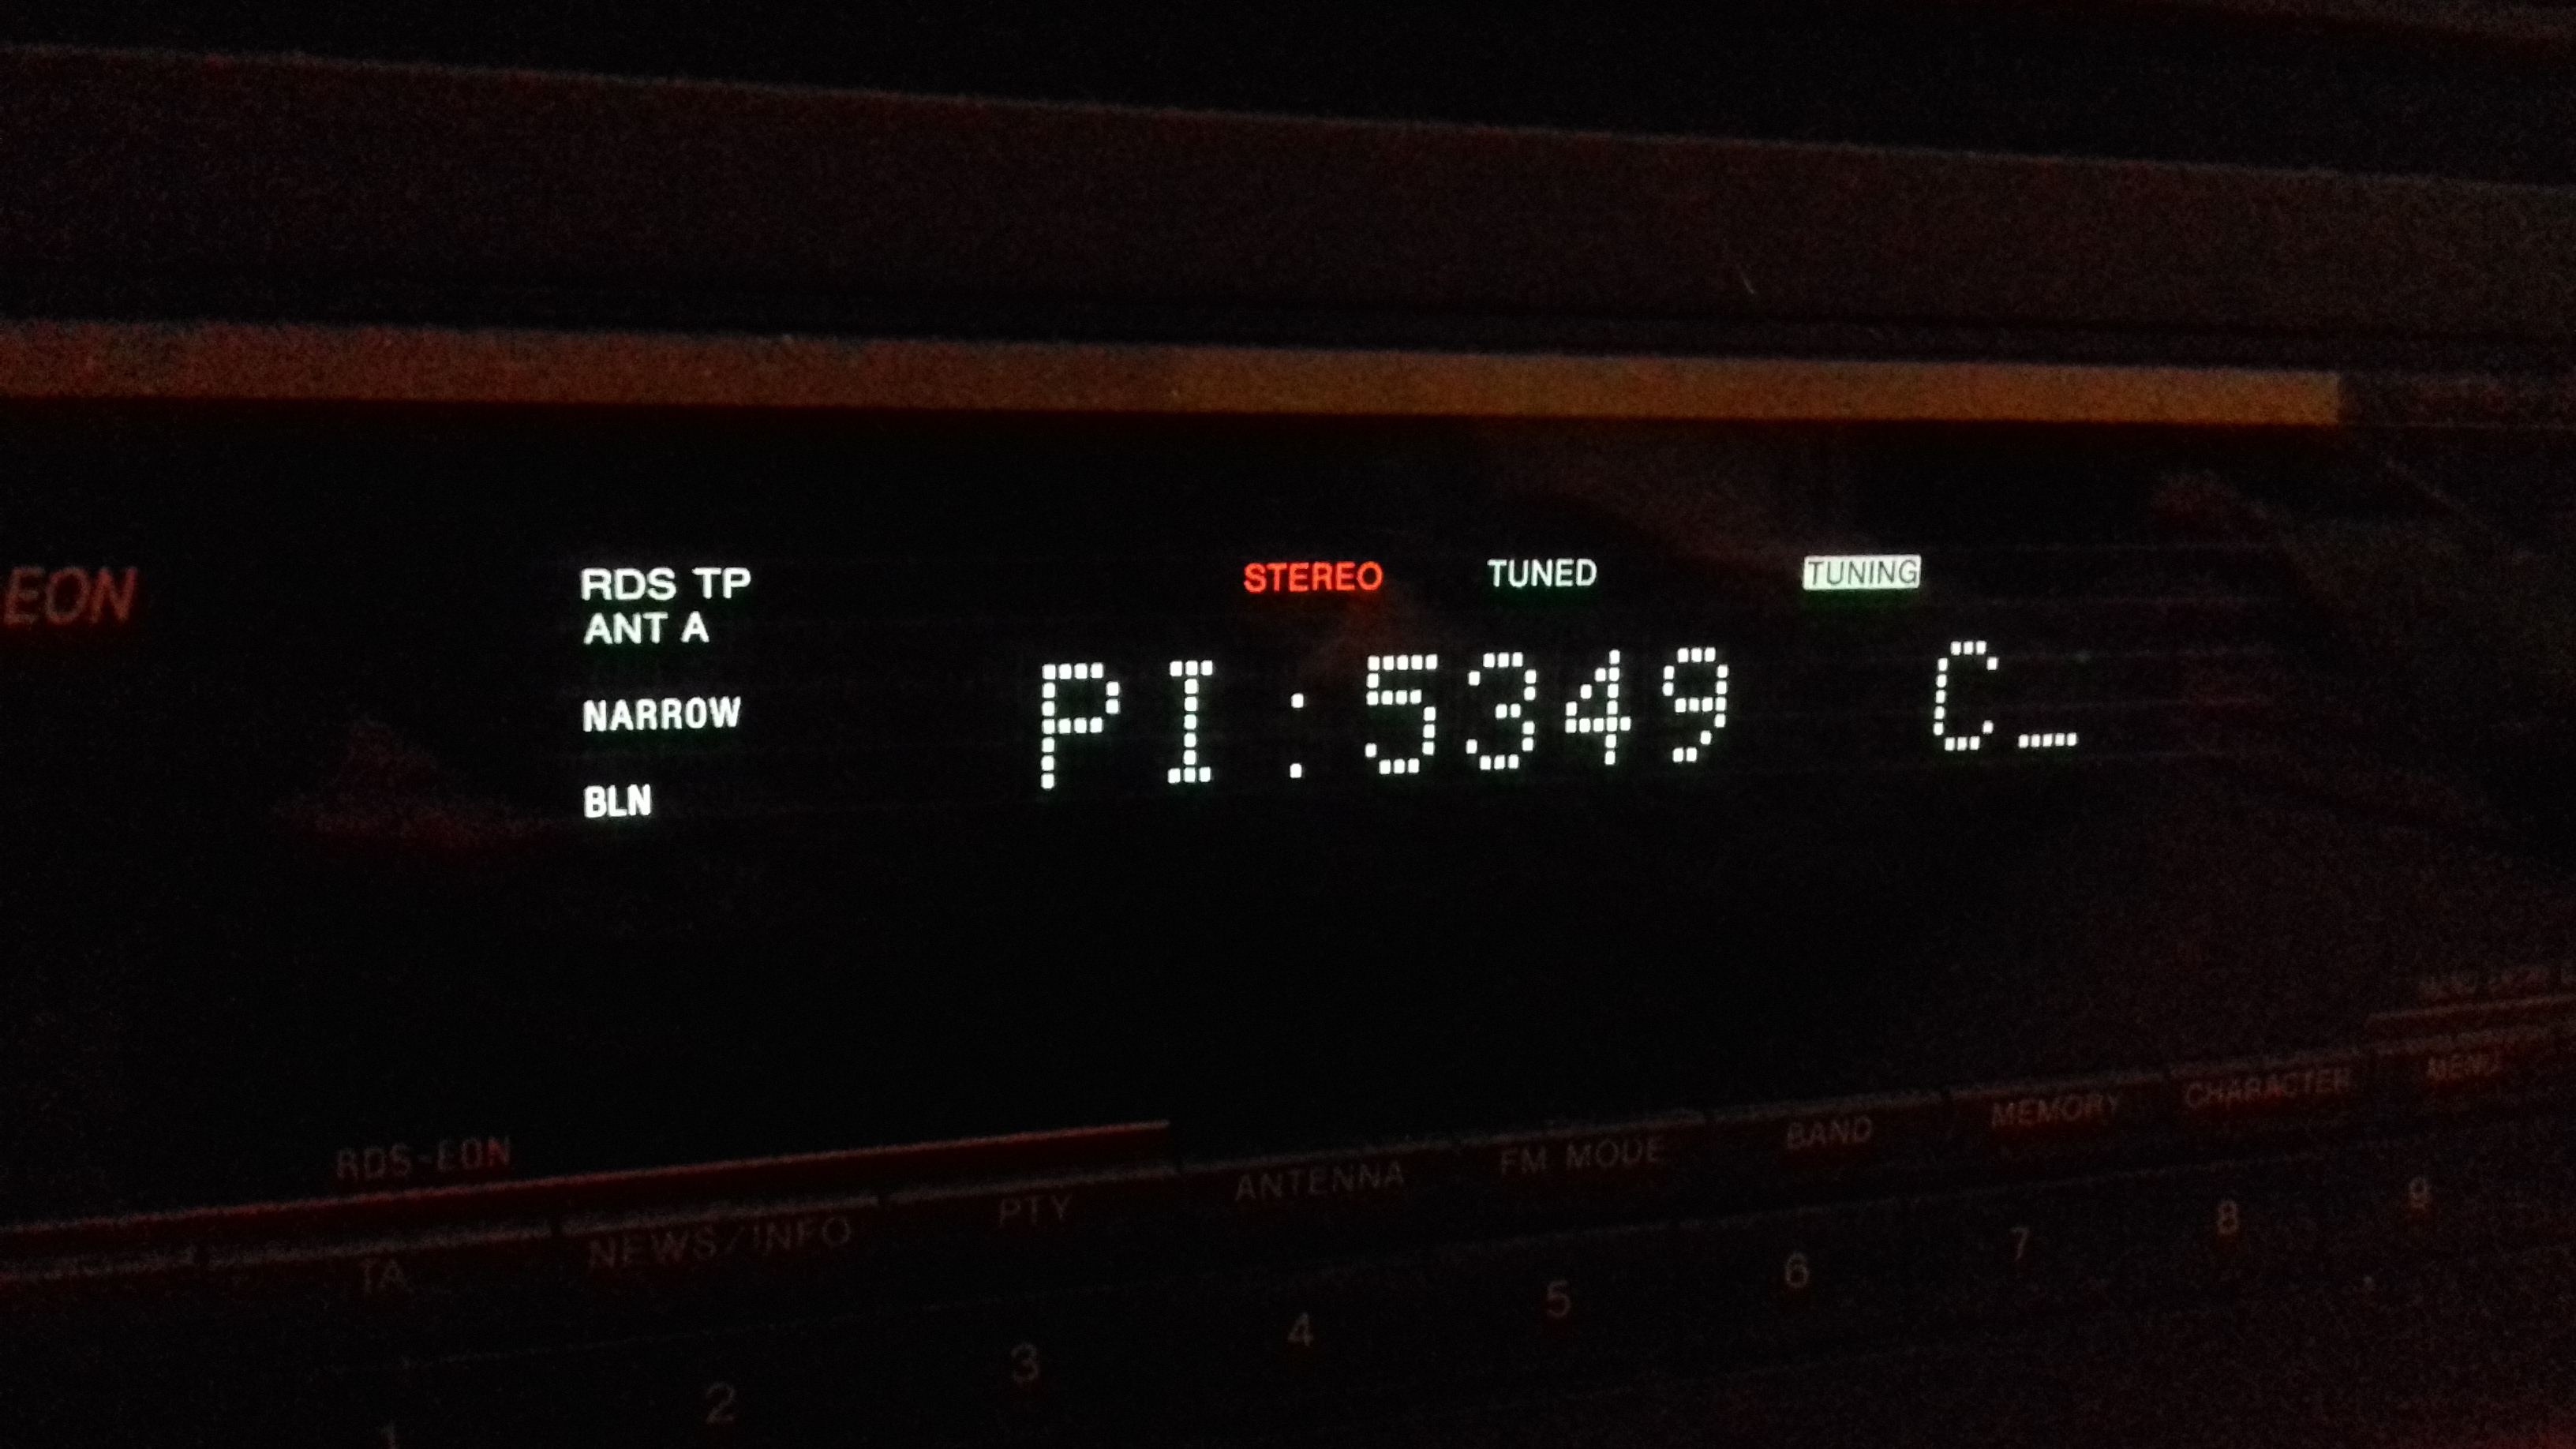 EON
RDS TP
STEREO
TUNED
TUNING
ANT A
PI:5349 C_
NARROW
BLN
RDS-EON
TA
NEWS/INFO
PTY
ANTENNA
FM MODE
BAND
MEMORY
CHARACTER
MENU
1 2 3 4 5 6 7 8 9